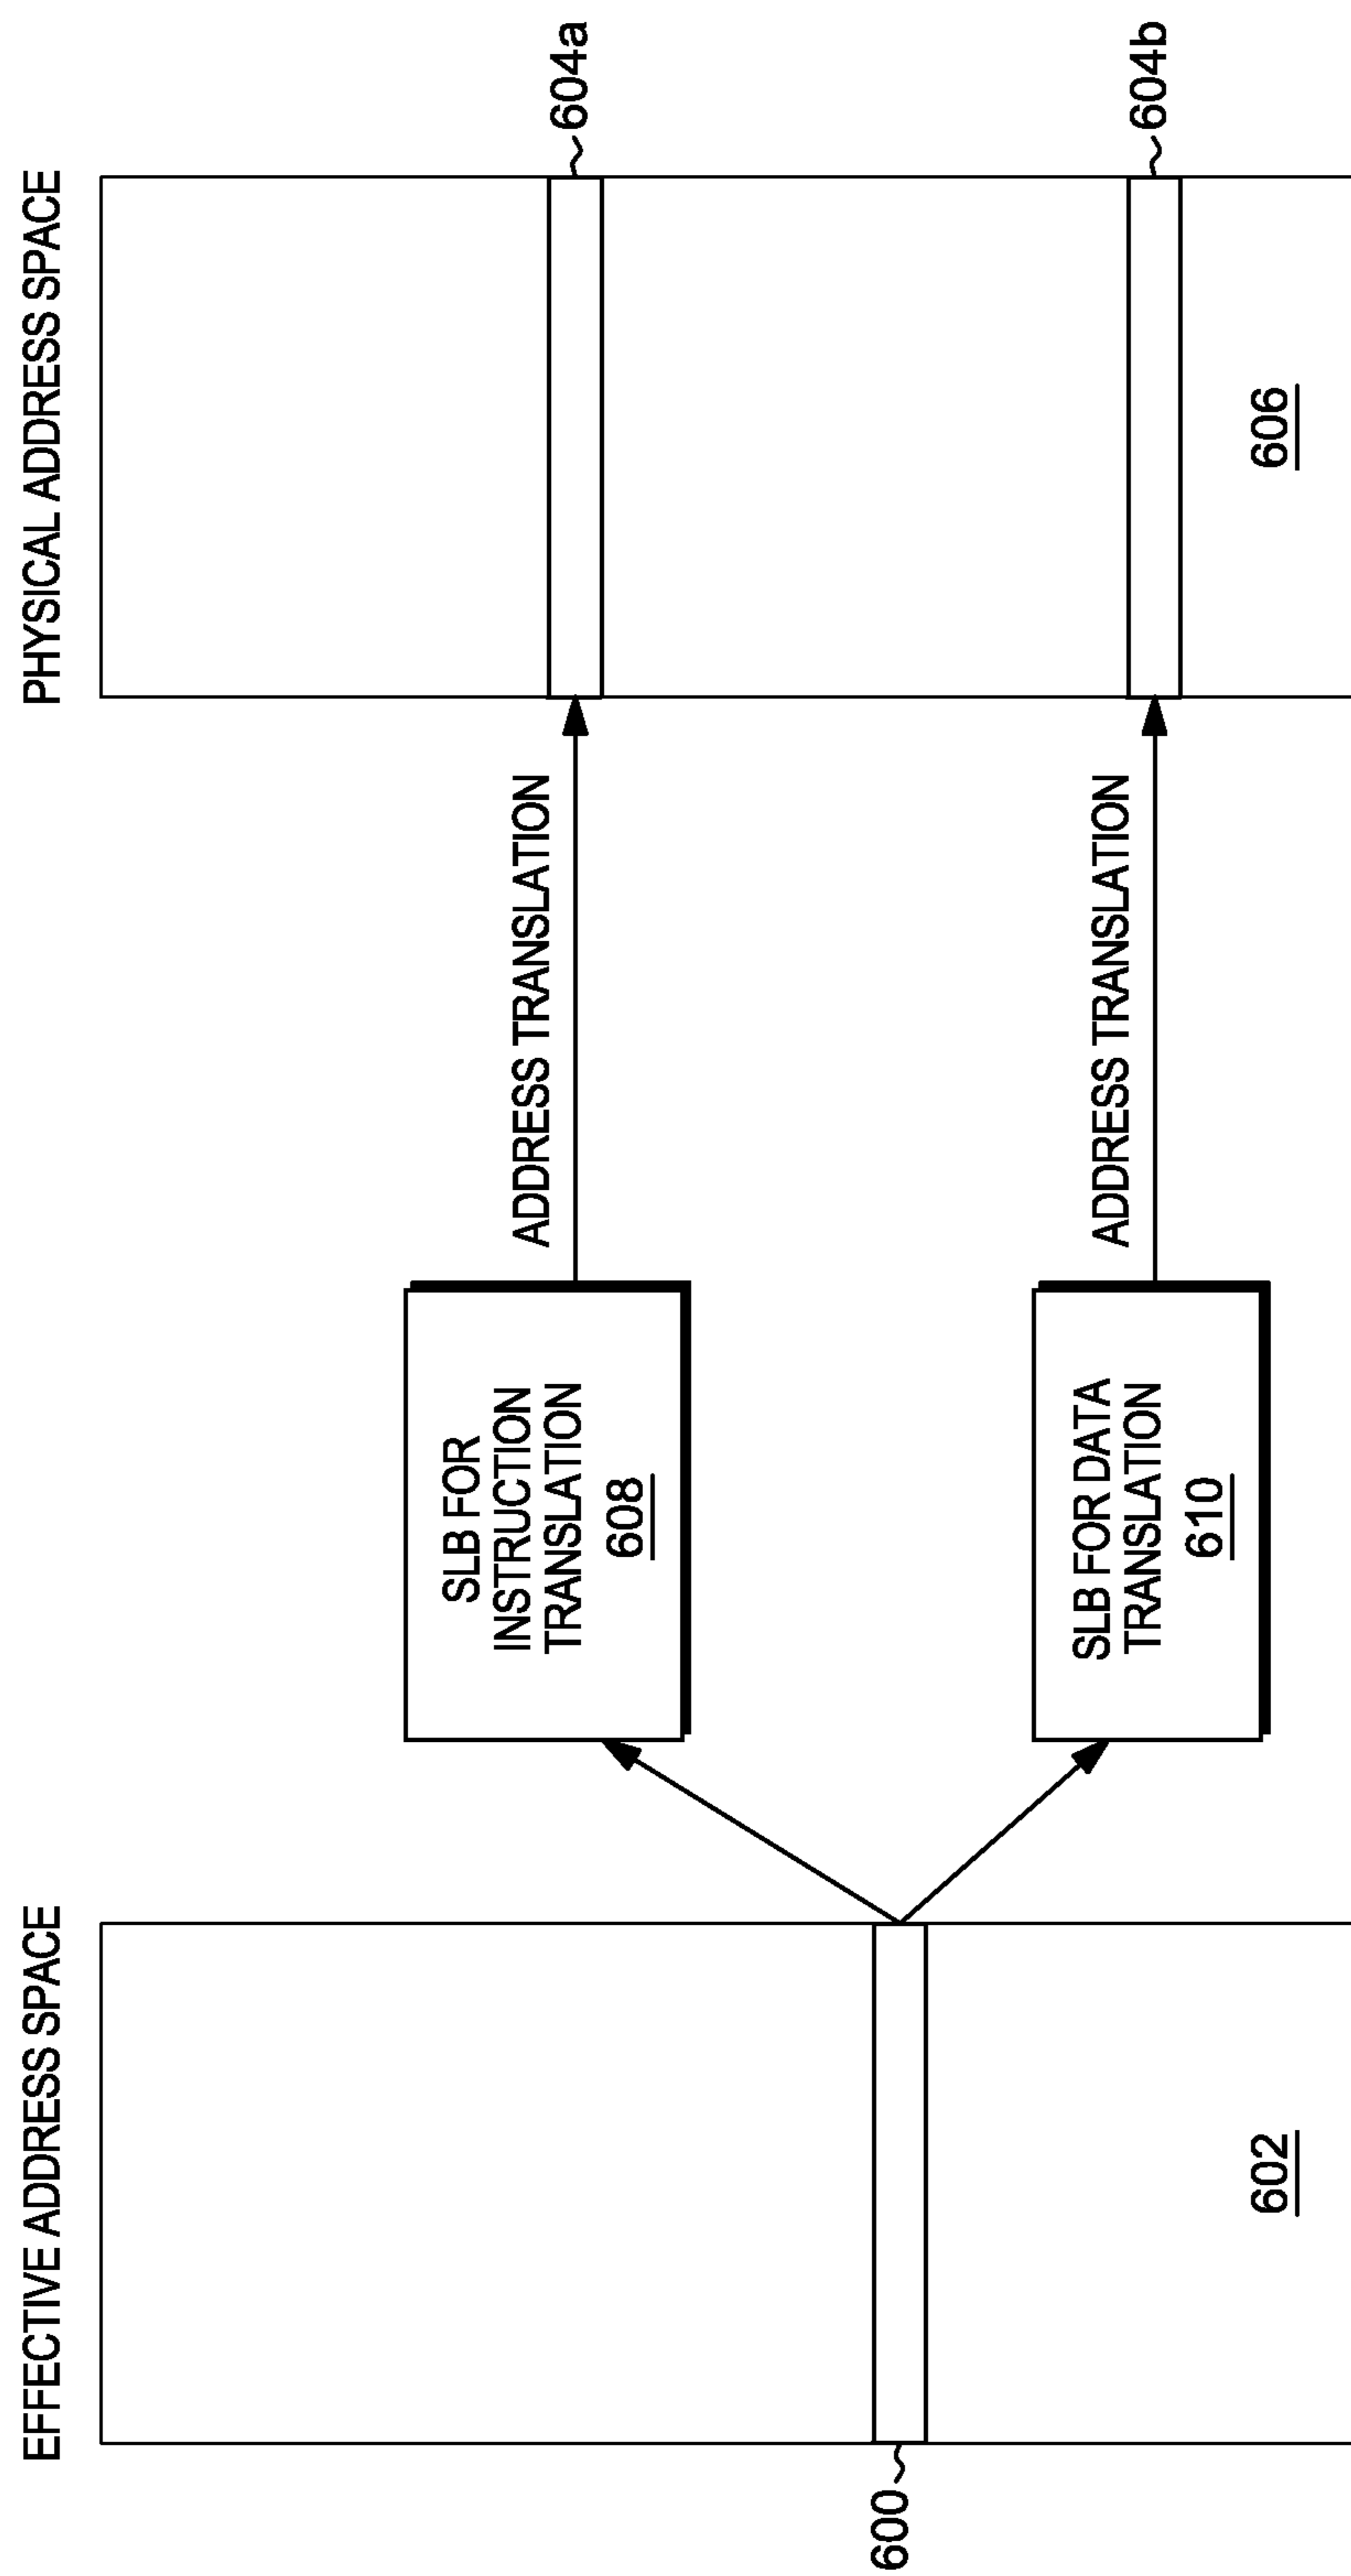 EFFECTIVE ADDRESS SPACE
PHYSICAL ADDRESS SPACE
SLB FOR
INSTRUCTION
TRANSLATION
608
ADDRESS TRANSLATION
604a
600
SLB FOR DATA
TRANSLATION
610
ADDRESS TRANSLATION
604b
602
606